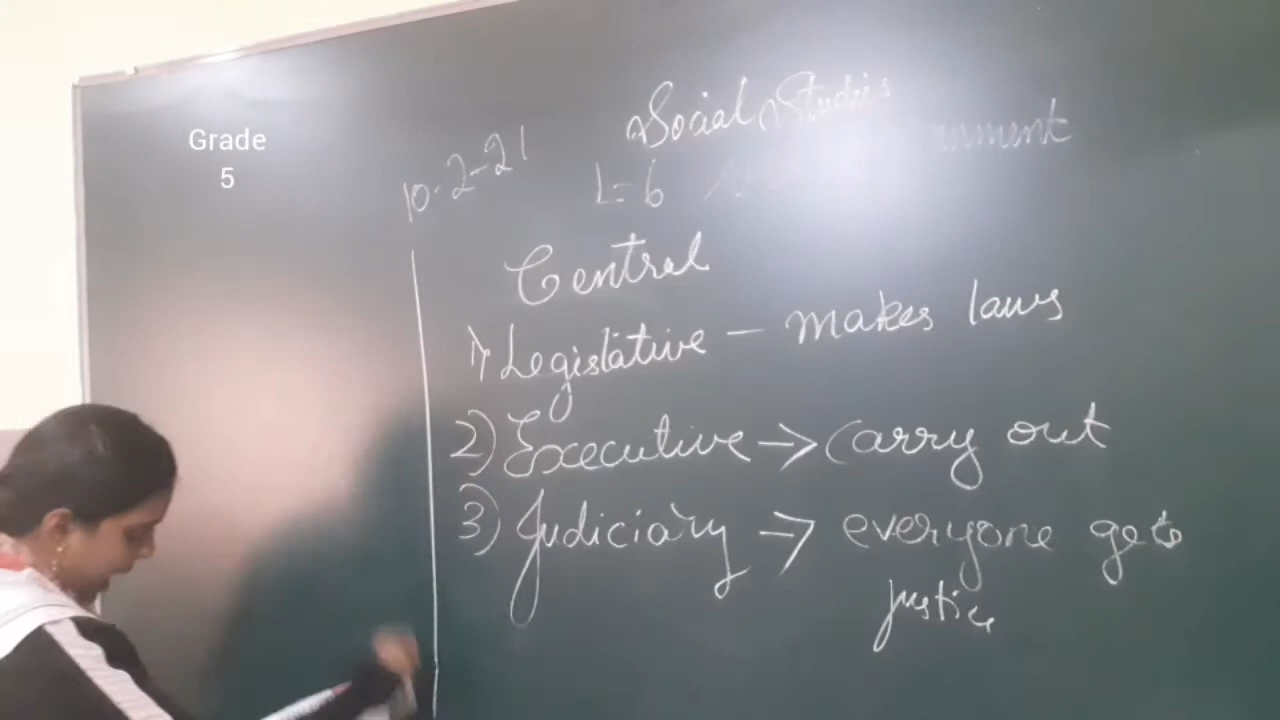 Grade
5
10-2-21
Social Studies
L=6
Central
1) Legislative – makes laws
2) Executive → Carry out
3) Judiciary → everyone gets
justice